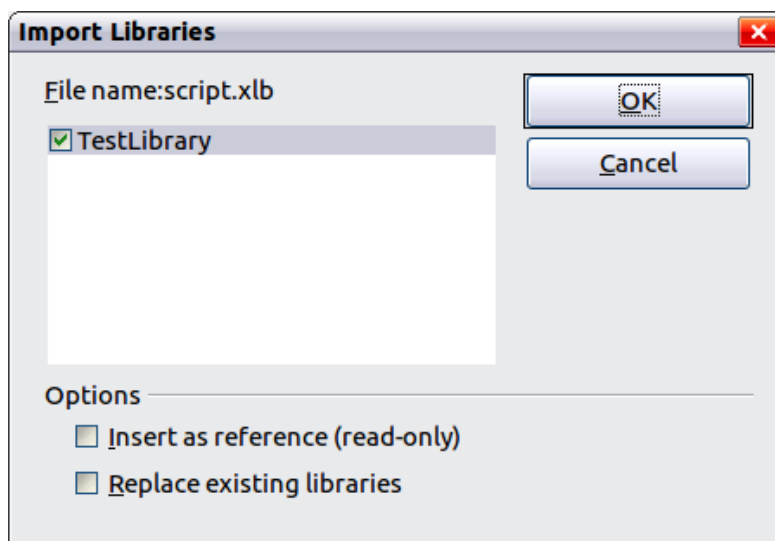 Import Libraries
File name:script.xlb
OK
TestLibrary
Cancel
Options
Insert as reference (read-only)
Replace existing libraries